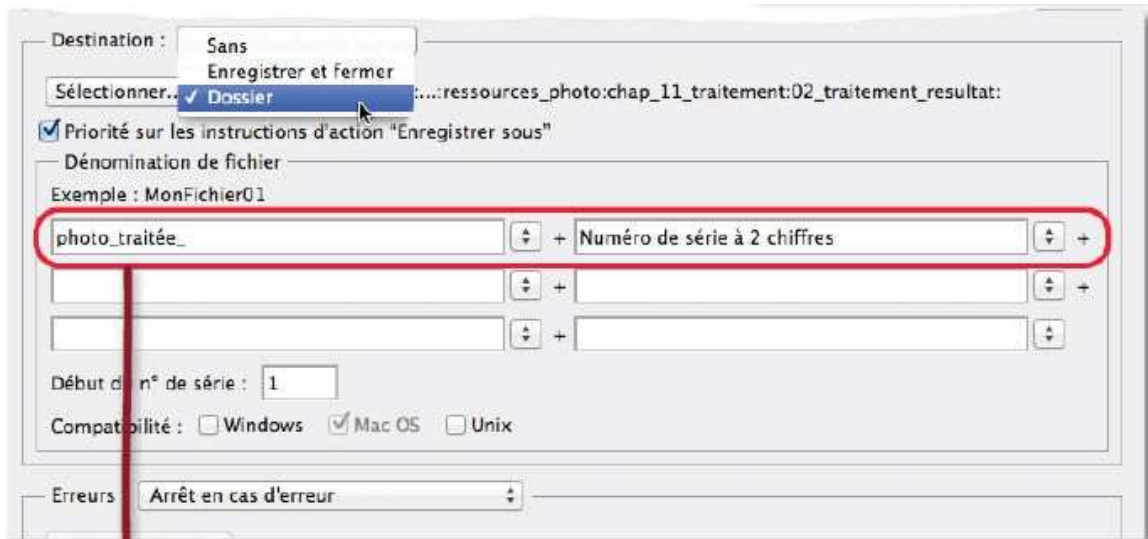 Destination :
Sans
Enregistrer et fermer
Sélectionner.. ✓ Dossier :...:ressources_photo:chap_11_traitement:02_traitement_resultat:
Priorité sur les instructions d'action "Enregistrer sous"
Dénomination de fichier
Exemple : MonFichier01
photo_traitée_ + Numéro de série à 2 chiffres +
+ +
+
Début de n° de série : 1
Compatibilité : Windows Mac OS Unix
Erreurs Arrêt en cas d'erreur